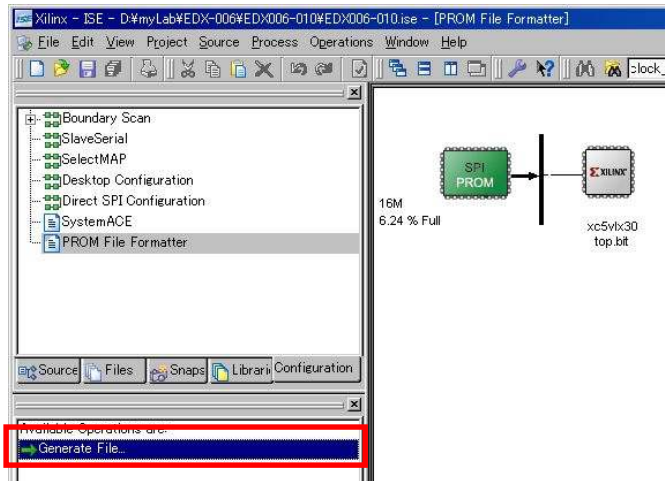 Xilinx - ISE - D:¥myLab¥EDX-006¥EDX006-010¥EDX006-010.ise - [PROM File Formatter]
File Edit View Project Source Process Operations Window Help
clock_
Boundary Scan
SlaveSerial
SelectMAP
Desktop Configuration
Direct SPI Configuration
SystemACE
PROM File Formatter
SPI
PROM
XILINX
16M
6.24 % Full
xc5vlx30
top.bit
Source Files Snaps Librari Configuration
Available Operations are:
Generate File...